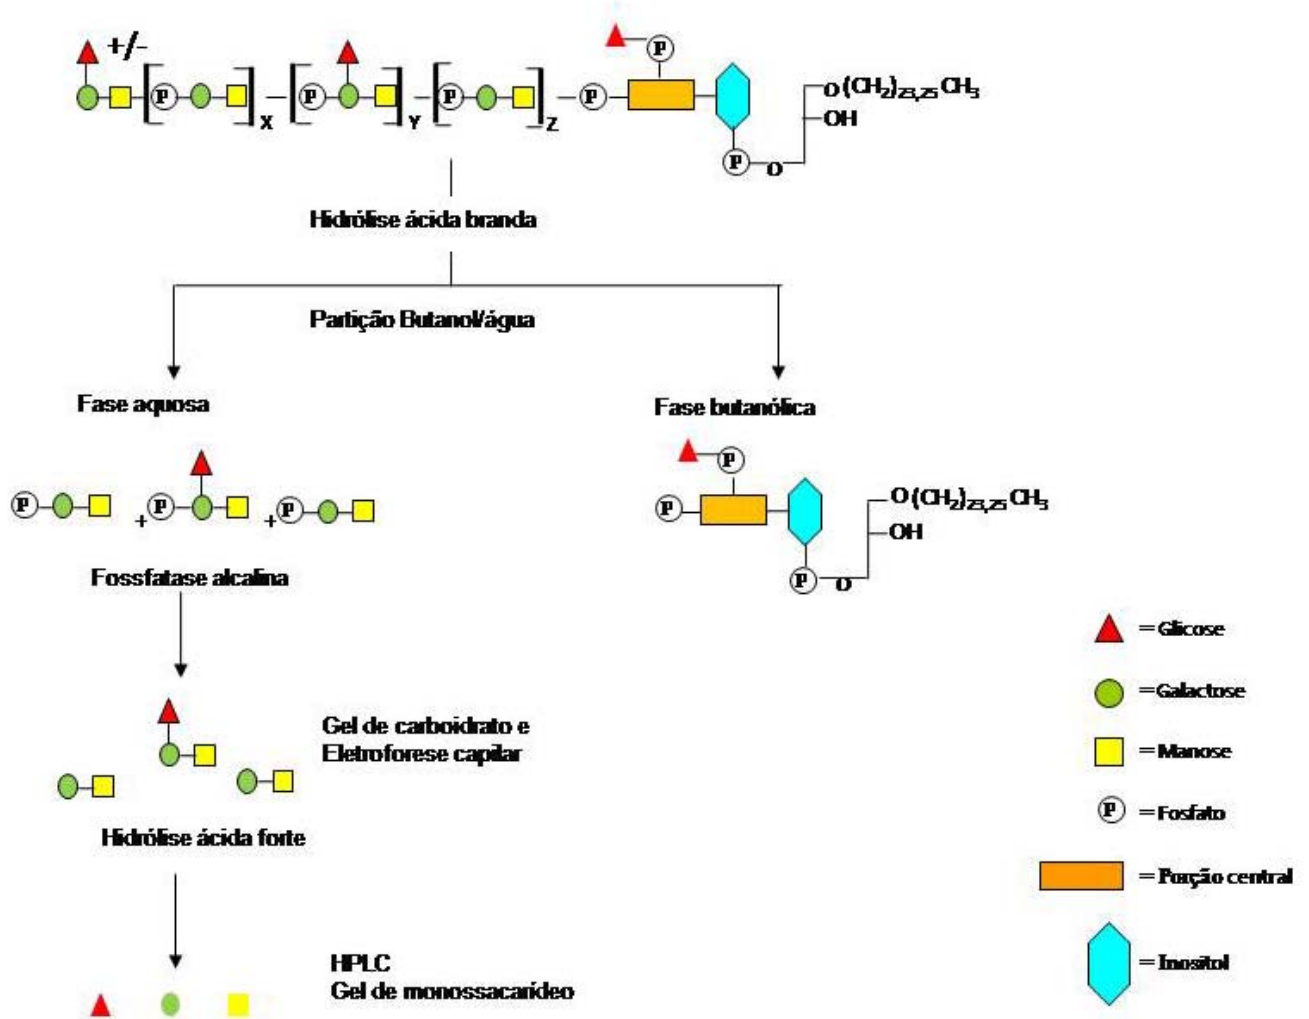 +/-
P P P P P
X Y Z
O(CH₂)₂₃,₂₅CH₃
OH
P O
Hidrólise ácida branda
Partição Butanol/água
Fase aquosa
Fase butanólica
P
P + P + P
P
O(CH₂)₂₃,₂₅CH₃
OH
P O
Fossfatase alcalina
= Glicose
= Galactose
Gel de carboidrato e
Eletroforese capilar
= Manose
P = Fosfato
Hidrólise ácida forte
= Porção central
HPLC
Gel de monossacarídeo
= Inositol